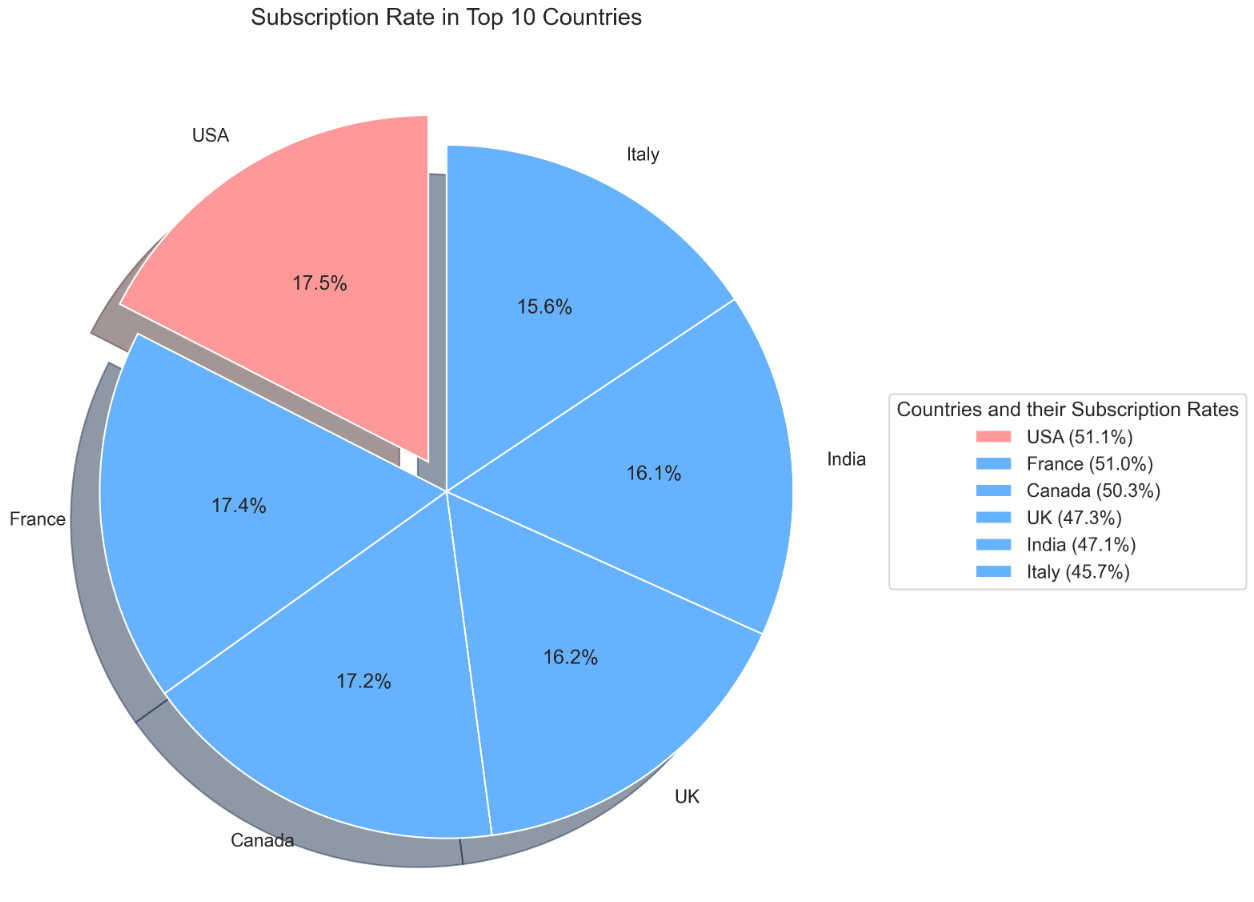 Subscription Rate in Top 10 Countries
USA
Italy
17.5%
15.6%
India
16.1%
France
17.4%
17.2%
16.2%
UK
Canada
Countries and their Subscription Rates
USA (51.1%)
France (51.0%)
Canada (50.3%)
UK (47.3%)
India (47.1%)
Italy (45.7%)